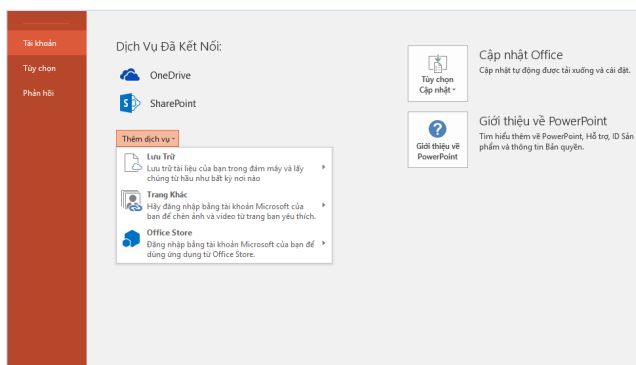 Tài khoản
Tùy chọn
Phản hồi
Dịch Vụ Đã Kết Nối:
OneDrive
SharePoint
Thêm dịch vụ
Lưu Trữ
Lưu trữ tài liệu của bạn trong đám mây và lấy
chúng từ hầu như bất kỳ nơi nào
Trang Khác
Hãy đăng nhập bằng tài khoản Microsoft của
bạn để chèn ảnh và video từ trang bạn yêu thích.
Office Store
Đăng nhập bằng tài khoản Microsoft của bạn để
dùng ứng dụng từ Office Store.
Tùy chọn
Cập nhật
Cập nhật Office
Cập nhật tự động được tải xuống và cài đặt.
Giới thiệu về
PowerPoint
Giới thiệu về PowerPoint
Tìm hiểu thêm về PowerPoint, Hỗ trợ, ID Sản
phẩm và thông tin Bản quyền.